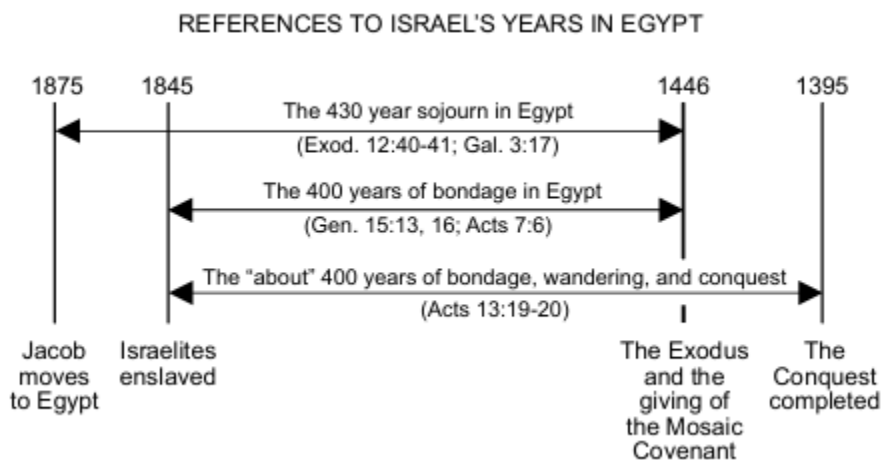 REFERENCES TO ISRAEL'S YEARS IN EGYPT
1875 1845 1446 1395
The 430 year sojourn in Egypt
(Exod. 12:40-41; Gal. 3:17)
The 400 years of bondage in Egypt
(Gen. 15:13, 16; Acts 7:6)
The “about” 400 years of bondage, wandering, and conquest
(Acts 13:19-20)
Jacob
moves
to Egypt
Israelites
enslaved
The Exodus
and the
giving of
the Mosaic
Covenant
The
Conquest
completed